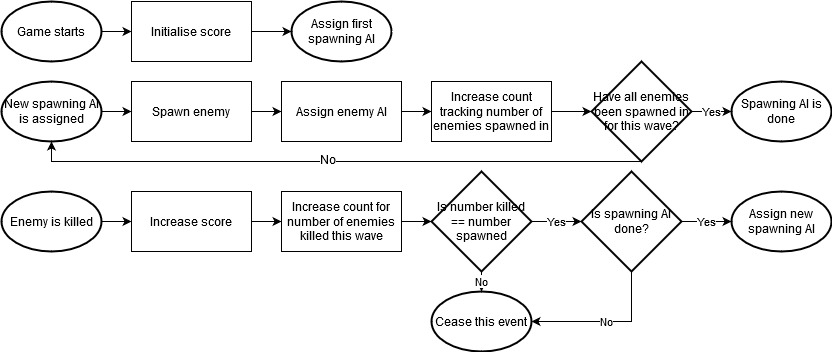 Game starts
Initialise score
Assign first
spawning AI
New spawning AI
is assigned
Spawn enemy
Assign enemy AI
Increase count
tracking number of
enemies spawned in
Have all enemies
been spawned in
for this wave?
Yes
Spawning AI is
done
No
Enemy is killed
Increase score
Increase count for
number of enemies
killed this wave
Is number killed
== number
spawned
Yes
Is spawning AI
done?
Yes
Assign new
spawning AI
No
Cease this event
No